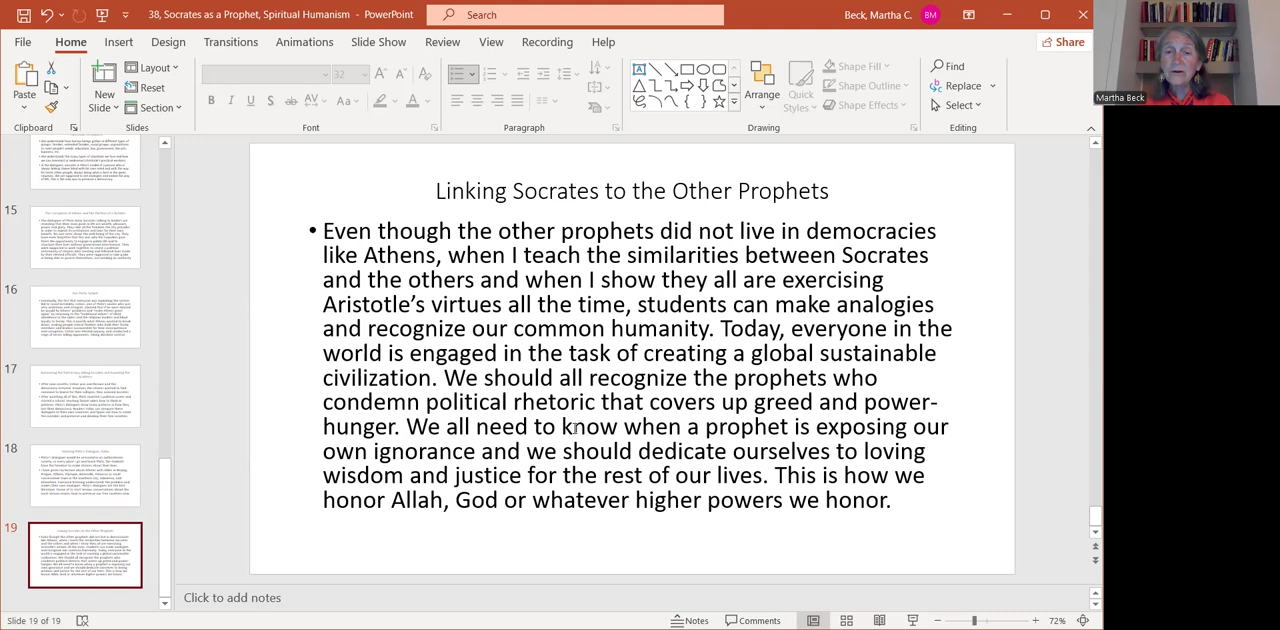 38, Socrates as a Prophet, Spiritual Humanism - PowerPoint
Search
Beck, Martha C. BM
File Home Insert Design Transitions Animations Slide Show Review View Recording Help
Share
Paste
New Slide
Layout
Reset
Section
32
B I U S ab AV Aa A
Arrange
Quick Styles
Shape Fill
Shape Outline
Shape Effects
Find
Replace
Select
Clipboard Slides Font Paragraph Drawing Editing
Martha Beck
15
16
17
18
19
Linking Socrates to the Other Prophets
• Even though the other prophets did not live in democracies
like Athens, when I teach the similarities between Socrates
and the others and when I show they all are exercising
Aristotle's virtues all the time, students can make analogies
and recognize our common humanity. Today, everyone in the
world is engaged in the task of creating a global sustainable
civilization. We should all recognize the prophets who
condemn political rhetoric that covers up greed and power-
hunger. We all need to know when a prophet is exposing our
own ignorance and we should dedicate ourselves to loving
wisdom and justice for the rest of our lives. This is how we
honor Allah, God or whatever higher powers we honor.
Click to add notes
Slide 19 of 19
Notes
Comments
72%